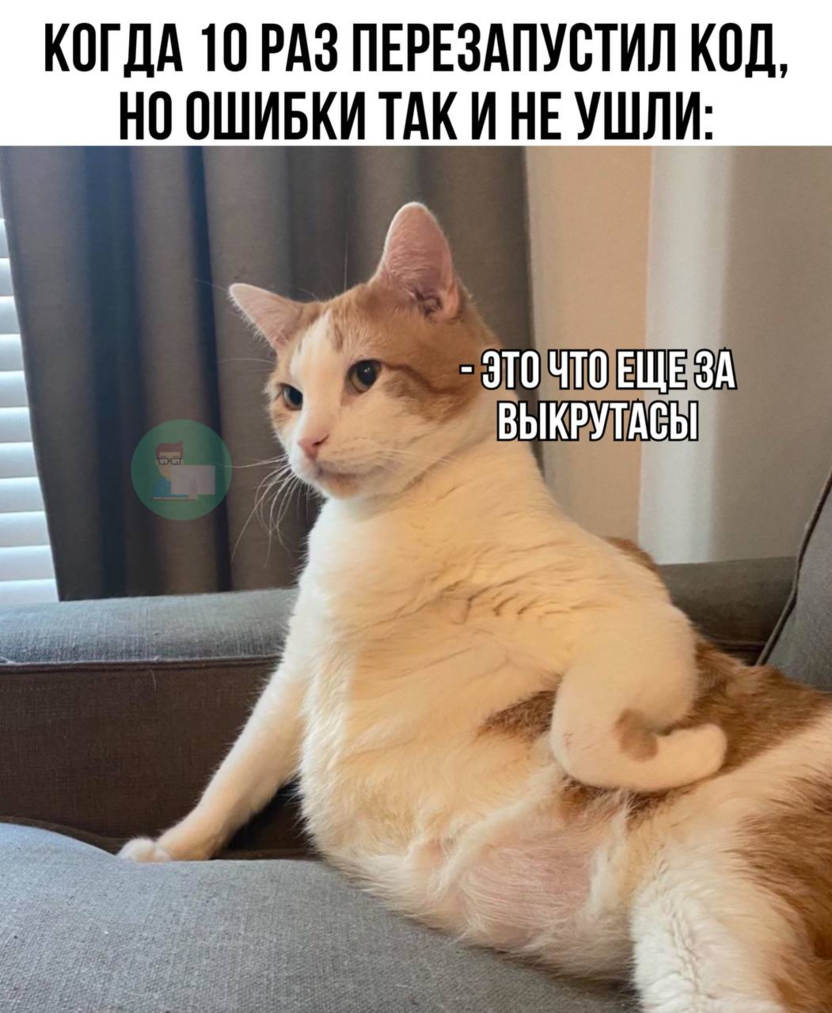 КОГДА 10 РАЗ ПЕРЕЗАПУСТИЛ КОД,
НО ОШИБКИ ТАК И НЕ УШЛИ:
- ЭТО ЧТО ЕЩЕ ЗА
ВЫКРУТАСЫ